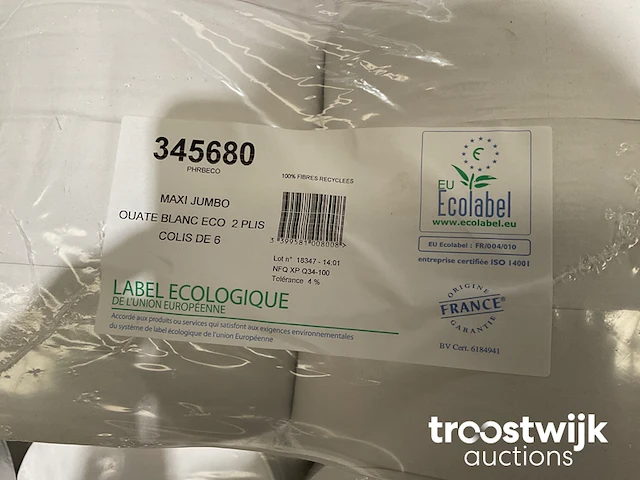 345680
PHRBECO
MAXI JUMBO
OUATE BLANC ECO 2 PLIS
COLIS DE 6
100% FIBRES RECYCLEES
3 399581 008008 >
Lot n° 18347 - 14:01
NFQ XP Q34-100
Tolérance 4 %
LABEL ECOLOGIQUE
DE L'UNION EUROPÉENNE
Accordé aux produits ou services qui satisfont aux exigences environnementales
du système de label écologique de l'union Européenne
EU
Ecolabel
www.ecolabel.eu
EU Ecolabel : FR/004/010
entreprise certifiée ISO 14001
ORIGINE
FRANCE
GARANTIE
BV Cert. 6184941
troostwijk
auctions